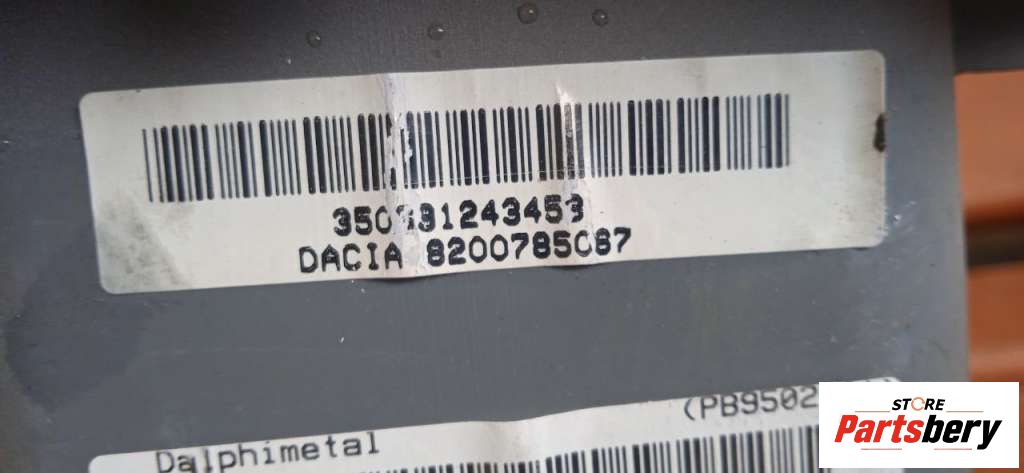 DACIA 8200785087
Dalphimetal
STORE
Partsbery